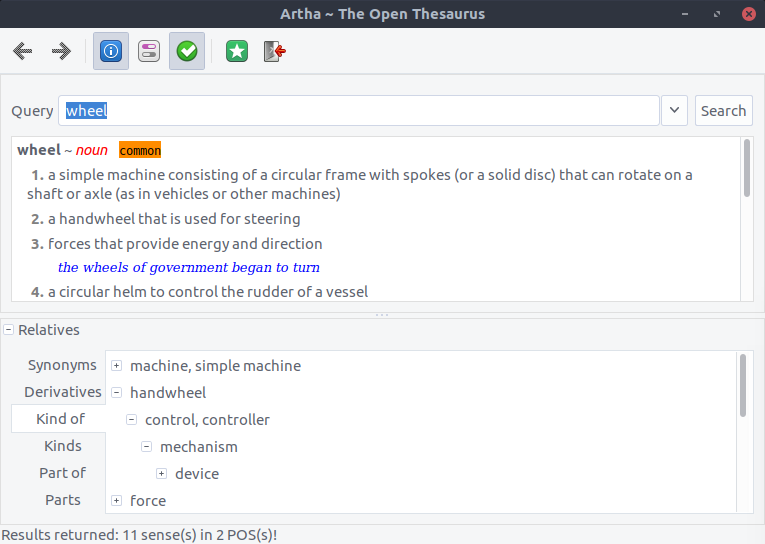 Artha ~ The Open Thesaurus
Query wheel Search
wheel ~ noun common
1. a simple machine consisting of a circular frame with spokes (or a solid disc) that can rotate on a
shaft or axle (as in vehicles or other machines)
2. a handwheel that is used for steering
3. forces that provide energy and direction
the wheels of government began to turn
4. a circular helm to control the rudder of a vessel
Relatives
Synonyms
Derivatives
Kind of
Kinds
Part of
Parts
machine, simple machine
handwheel
control, controller
mechanism
device
force
Results returned: 11 sense(s) in 2 POS(s)!